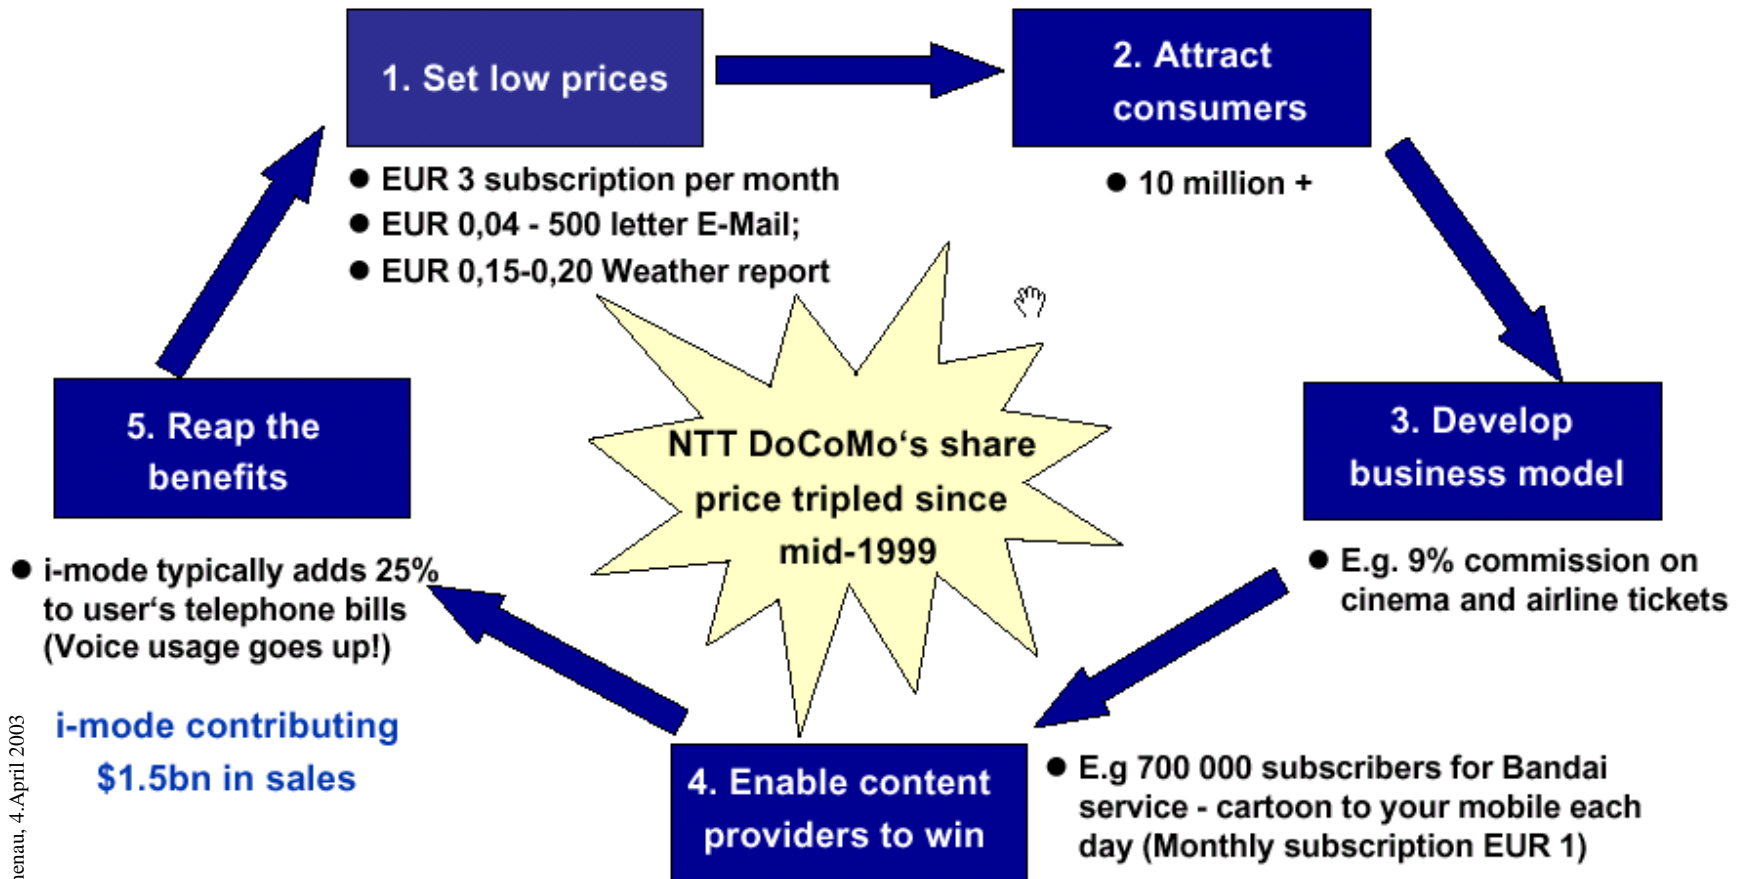 1. Set low prices
● EUR 3 subscription per month
● EUR 0,04 - 500 letter E-Mail;
● EUR 0,15-0,20 Weather report
2. Attract
consumers
● 10 million +
3. Develop
business model
● E.g. 9% commission on
cinema and airline tickets
4. Enable content
providers to win
● E.g 700 000 subscribers for Bandai
service - cartoon to your mobile each
day (Monthly subscription EUR 1)
5. Reap the
benefits
● i-mode typically adds 25%
to user‘s telephone bills
(Voice usage goes up!)
i-mode contributing
$1.5bn in sales
NTT DoCoMo‘s share
price tripled since
mid-1999
4.April 2003